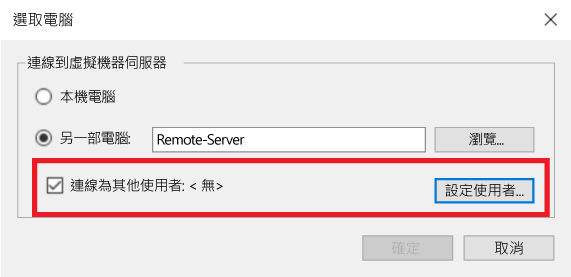 選取電腦
連線到虛擬機器伺服器
本機電腦
另一部電腦: Remote-Server 瀏覽...
連線為其他使用者: < 無> 設定使用者...
確定 取消